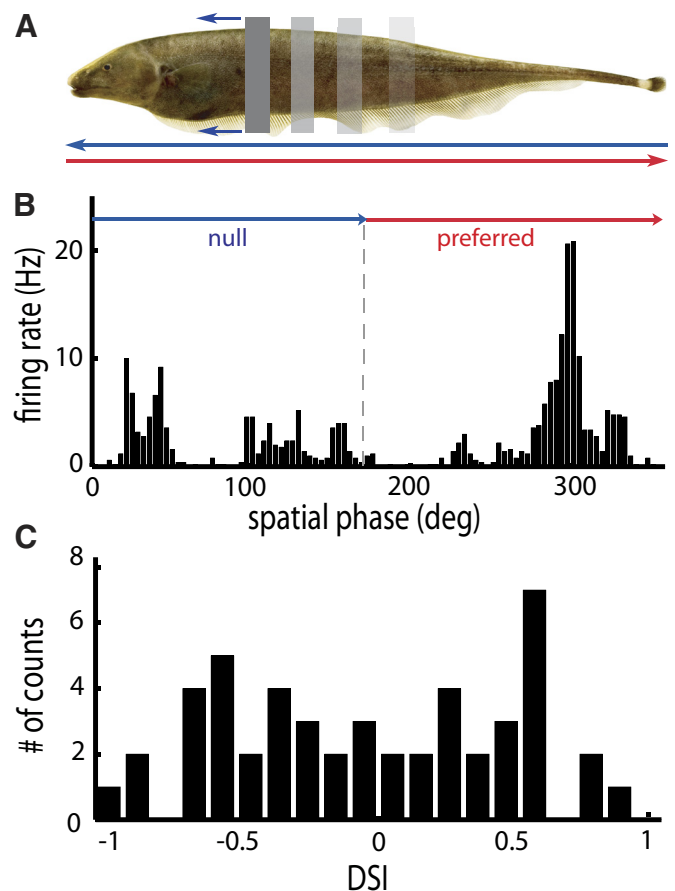 A
B
null
preferred
firing rate (Hz)
20
10
0
0
100
200
300
spatial phase (deg)
C
# of counts
8
6
4
2
0
-1
-0.5
0
0.5
1
DSI